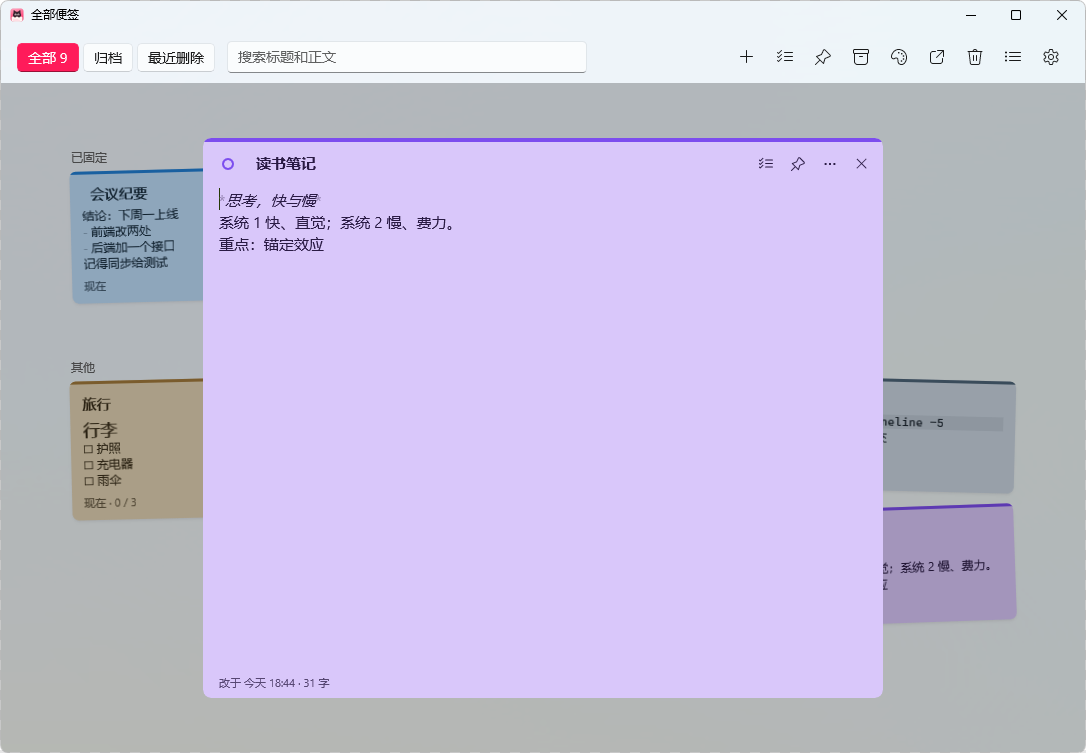 全部便签
全部 9
归档
最近删除
搜索标题和正文
已固定
会议纪要
结论：下周一上线
- 前端改两处
- 后端加一个接口
记得同步给测试
现在
其他
旅行
行李
护照
充电器
雨伞
现在 · 0 / 3
读书笔记
*思考，快与慢*
系统 1 快、直觉；系统 2 慢、费力。
重点：锚定效应
改于 今天 18:44 · 31 字
neline -5
；系统 2 慢、费力。